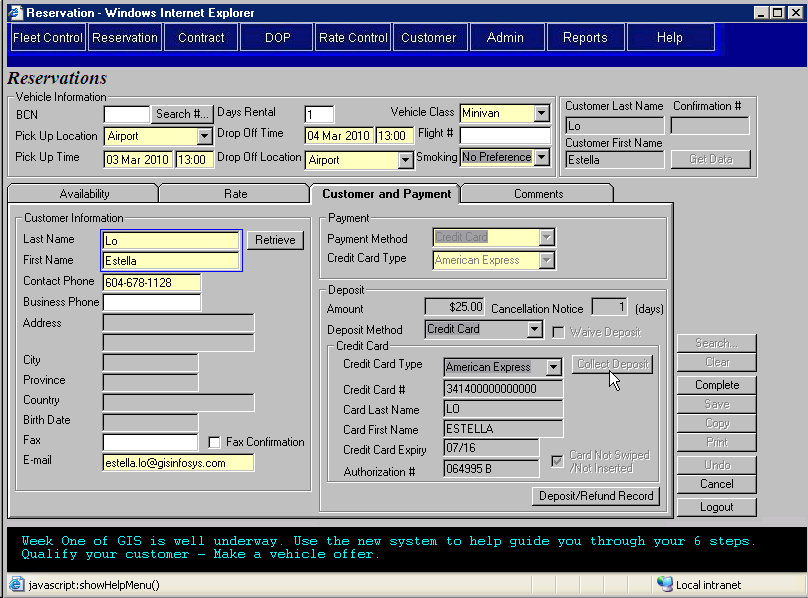 Reservation - Windows Internet Explorer
Fleet Control Reservation Contract DOP Rate Control Customer Admin Reports Help
Reservations
Vehicle Information
BCN Search #... Days Rental 1 Vehicle Class Minivan
Pick Up Location Airport Drop Off Time 04 Mar 2010 13:00 Flight #
Pick Up Time 03 Mar 2010 13:00 Drop Off Location Airport Smoking No Preference
Customer Last Name Confirmation #
Lo
Customer First Name
Estella Get Data
Availability Rate Customer and Payment Comments
Customer Information
Last Name Lo Retrieve
First Name Estella
Contact Phone 604-678-1128
Business Phone
Address
City
Province
Country
Birth Date
Fax Fax Confirmation
E-mail estella.lo@gisinfosys.com
Payment
Payment Method Credit Card
Credit Card Type American Express
Deposit
Amount $25.00 Cancellation Notice 1 (days)
Deposit Method Credit Card Waive Deposit
Credit Card
Credit Card Type American Express Collect Deposit
Credit Card # 341400000000000
Card Last Name LO
Card First Name ESTELLA
Credit Card Expiry 07/16 Card Not Swiped
/Not Inserted
Authorization # 064995 B
Deposit/Refund Record
Search...
Clear
Complete
Save
Copy
Print
Undo
Cancel
Logout
Week One of GIS is well underway. Use the new system to help guide you through your 6 steps.
Qualify your customer - Make a vehicle offer.
javascript:showHelpMenu() Local intranet